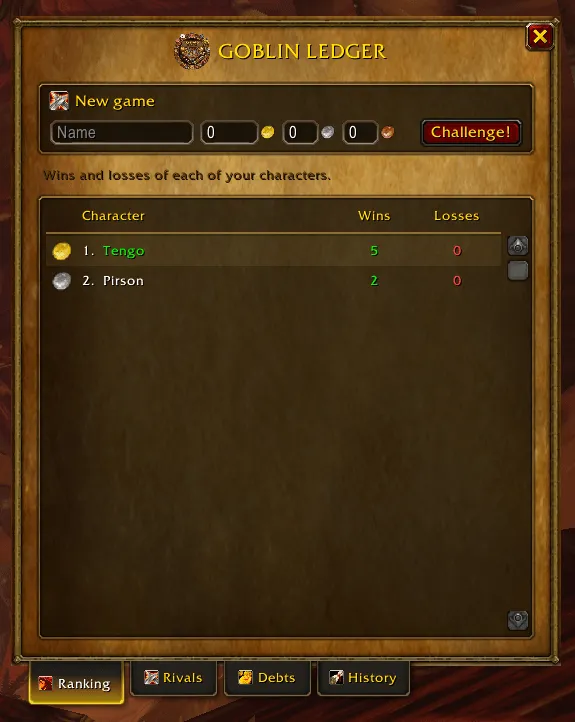 GOBLIN LEDGER
New game
Name 0 0 0 Challenge!
Wins and losses of each of your characters.
Character Wins Losses
1. Tengo 5 0
2. Pirson 2 0
Ranking Rivals Debts History